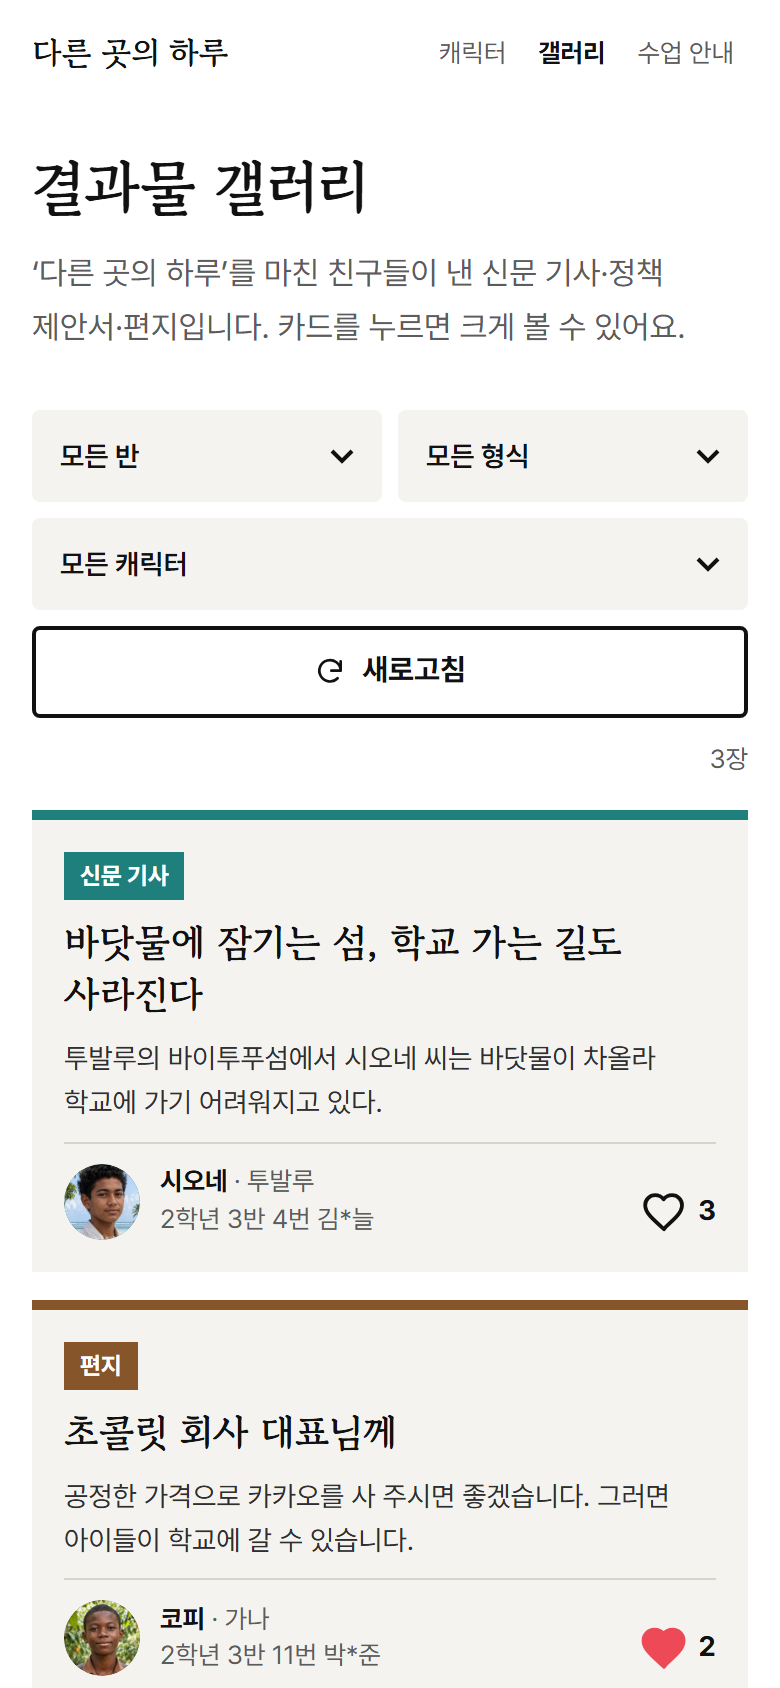 다른 곳의 하루
캐릭터 갤러리 수업 안내
결과물 갤러리
‘다른 곳의 하루’를 마친 친구들이 낸 신문 기사·정책
제안서·편지입니다. 카드를 누르면 크게 볼 수 있어요.
모든 반
모든 형식
모든 캐릭터
새로고침
3장
신문 기사
바닷물에 잠기는 섬, 학교 가는 길도
사라진다
투발루의 바이투푸섬에서 시오네 씨는 바닷물이 차올라
학교에 가기 어려워지고 있다.
시오네 · 투발루
2학년 3반 4번 김*늘
3
편지
초콜릿 회사 대표님께
공정한 가격으로 카카오를 사 주시면 좋겠습니다. 그러면
아이들이 학교에 갈 수 있습니다.
코피 · 가나
2학년 3반 11번 박*준
2